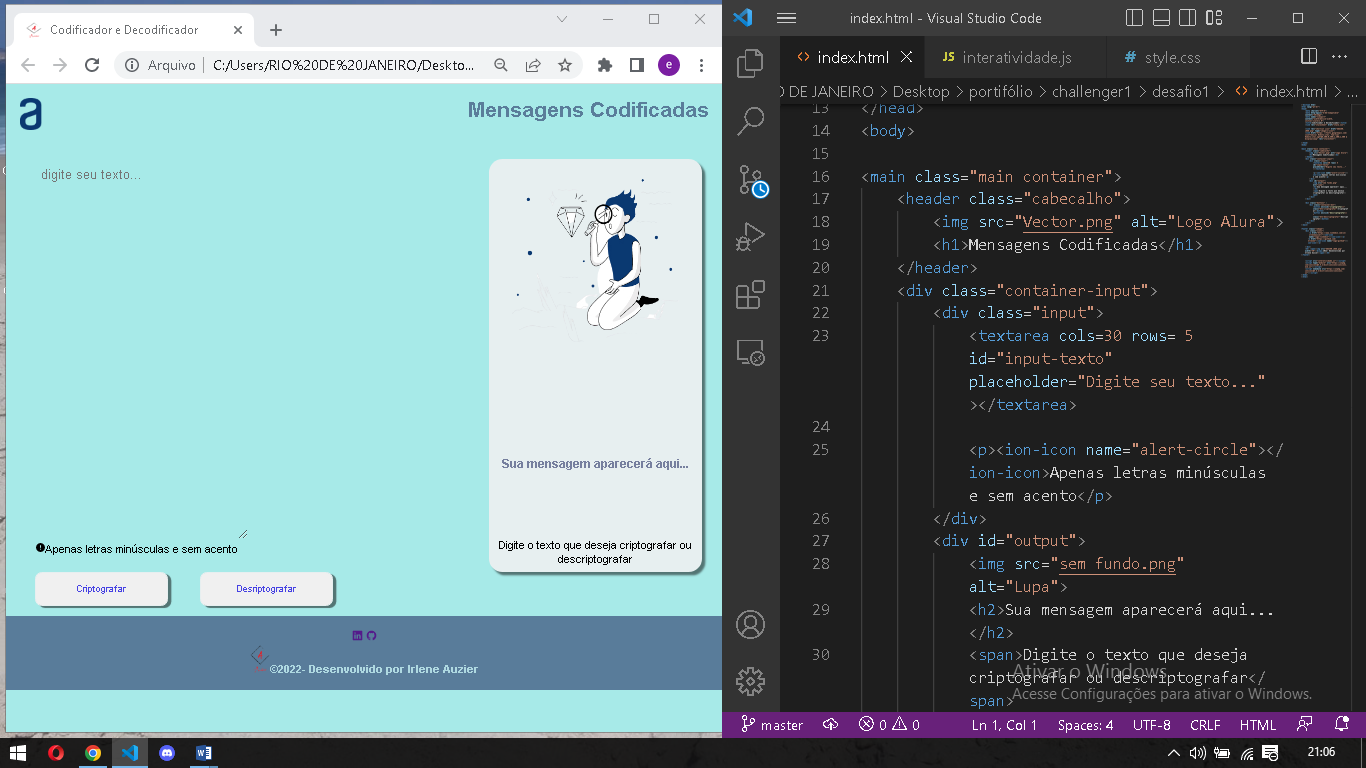 Codificador e Decodificador
Arquivo
C:/Users/RIO%20DE%20JANEIRO/Deskto...
e
a
Mensagens Codificadas
digite seu texto...
Sua mensagem aparecerá aqui...
Digite o texto que deseja criptografar ou
descriptografar
Apenas letras minúsculas e sem acento
Criptografar
Desriptografar
©2022- Desenvolvido por Irlene Auzier
index.html - Visual Studio Code
<> index.html
JS interatividade.js
# style.css
O DE JANEIRO > Desktop > portifólio > challenger1 > desafio1 > <> index.html > ...
13 </head>
14 <body>
15
16 <main class="main container">
17 <header class="cabecalho">
18 <img src="Vector.png" alt="Logo Alura">
19 <h1>Mensagens Codificadas</h1>
20 </header>
21 <div class="container-input">
22 <div class="input">
23 <textarea cols=30 rows= 5
id="input-texto"
placeholder="Digite seu texto..."
></textarea>
24
25 <p><ion-icon name="alert-circle"></
ion-icon>Apenas letras minúsculas
e sem acento</p>
26 </div>
27 <div id="output">
28 <img src="sem fundo.png"
alt="Lupa">
29 <h2>Sua mensagem aparecerá aqui...
</h2>
30 <span>Digite o texto que deseja
criptografar ou descriptografar</
span>
Ativar o Windows
Acesse Configurações para ativar o Windows.
master
0
0
Ln 1, Col 1
Spaces: 4
UTF-8
CRLF
HTML
21:06